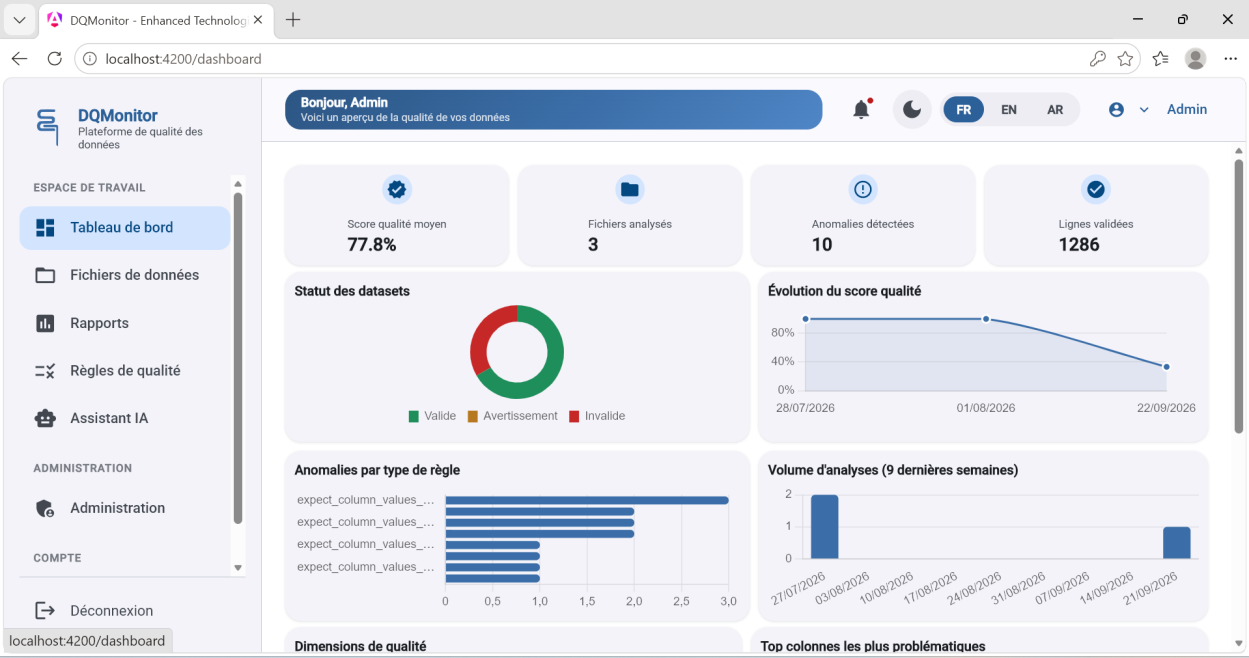 DQMonitor - Enhanced Technolog
localhost:4200/dashboard
DQMonitor
Plateforme de qualité des
données
Bonjour, Admin
Voici un aperçu de la qualité de vos données
FR EN AR
Admin
ESPACE DE TRAVAIL
Tableau de bord
Fichiers de données
Rapports
Règles de qualité
Assistant IA
ADMINISTRATION
Administration
COMPTE
Déconnexion
localhost:4200/dashboard
Score qualité moyen
77.8%
Fichiers analysés
3
Anomalies détectées
10
Lignes validées
1286
Statut des datasets
Valide Avertissement Invalide
Évolution du score qualité
80%
40%
0%
28/07/2026 01/08/2026 22/09/2026
Anomalies par type de règle
expect_column_values_...
expect_column_values_...
expect_column_values_...
expect_column_values_...
0 0,5 1,0 1,5 2,0 2,5 3,0
Volume d'analyses (9 dernières semaines)
2
1
0
27/07/2026 03/08/2026 10/08/2026 17/08/2026 24/08/2026 31/08/2026 07/09/2026 14/09/2026 21/09/2026
Dimensions de qualité
Top colonnes les plus problématiques